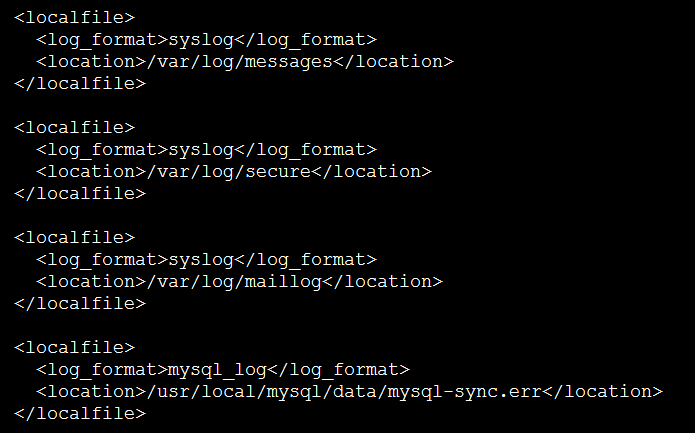 <localfile>
  <log_format>syslog</log_format>
  <location>/var/log/messages</location>
</localfile>

<localfile>
  <log_format>syslog</log_format>
  <location>/var/log/secure</location>
</localfile>

<localfile>
  <log_format>syslog</log_format>
  <location>/var/log/maillog</location>
</localfile>

<localfile>
  <log_format>mysql_log</log_format>
  <location>/usr/local/mysql/data/mysql-sync.err</location>
</localfile>